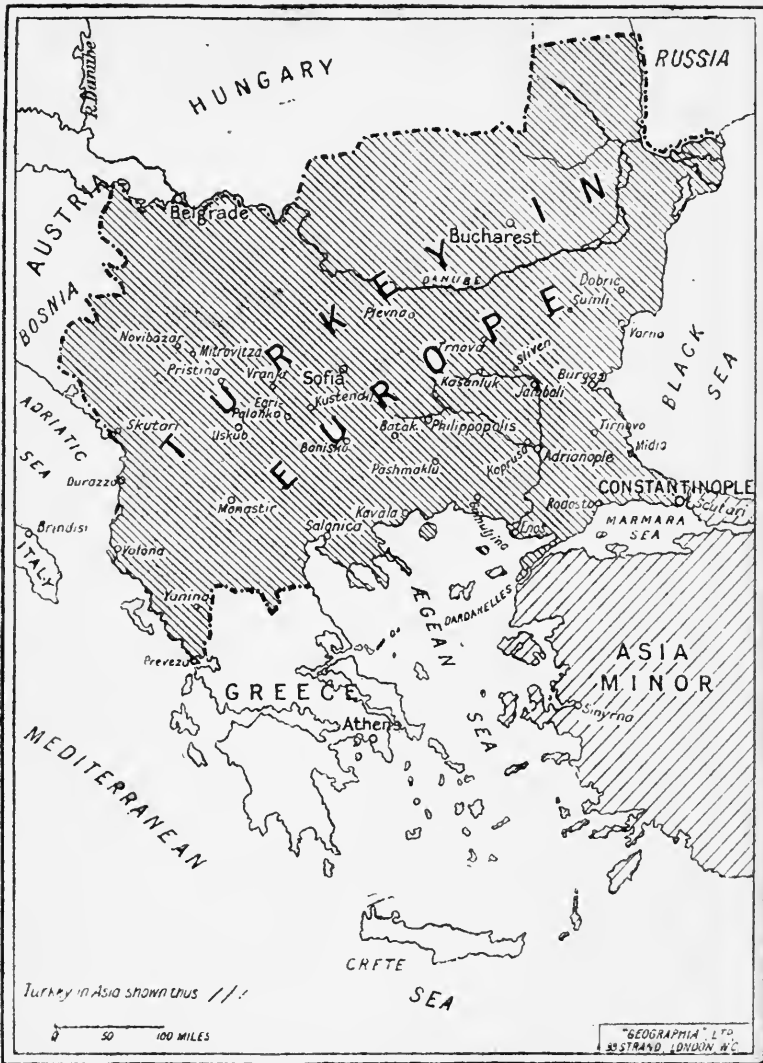 R. Danube
HUNGARY
RUSSIA
AUSTRIA
BOSNIA
Belgrade
TURKEY IN
EUROPE
Bucharest
DANUBE
Plevna
Dobric
Sumli
Varna
Trnova
Sliven
Novibazar
Mitrovitza
Pristina
Vranja
Sofia
Kasanluk
Jamboli
Burgas
BLACK
SEA
Egri-
Palanka
Kustendil
Skutari
Uskub
Banisko
Batak
Philippopolis
Tirnovo
Midia
ADRIATIC
SEA
Koprusa
Adrianople
Pashmaklu
Durazzo
CONSTANTINOPLE
Scutari
Rodosto
MARMARA
SEA
Monastir
Kavala
Gumuljina
Enos
Salonica
Brindisi
ITALY
Valona
Yanina
DARDANELLES
ÆGEAN
SEA
ASIA
MINOR
Preveza
GREECE
Smyrna
Athens
MEDITERRANEAN
CRETE
SEA
Turkey in Asia shown thus
0 50 100 MILES
"GEOGRAPHIA" LTD.
55 STRAND, LONDON W.C.